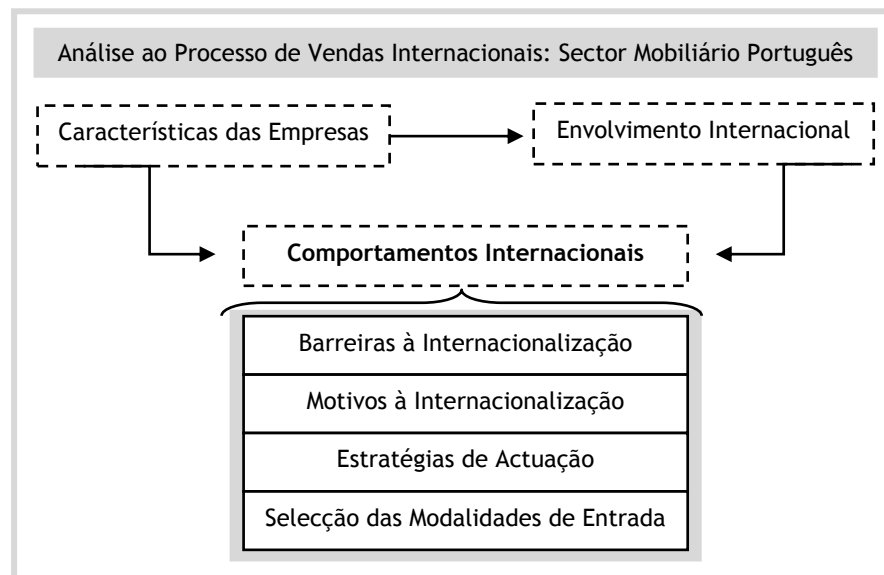 Análise ao Processo de Vendas Internacionais: Sector Mobiliário Português
Caracterísficas das Empresas
Envolvimento Internacional
Comportamentos Internacionais
Barreiras à Internacionalização
Motivos à Internacionalização
Estratégias de Actuação
Selecção das Modalidades de Entrada